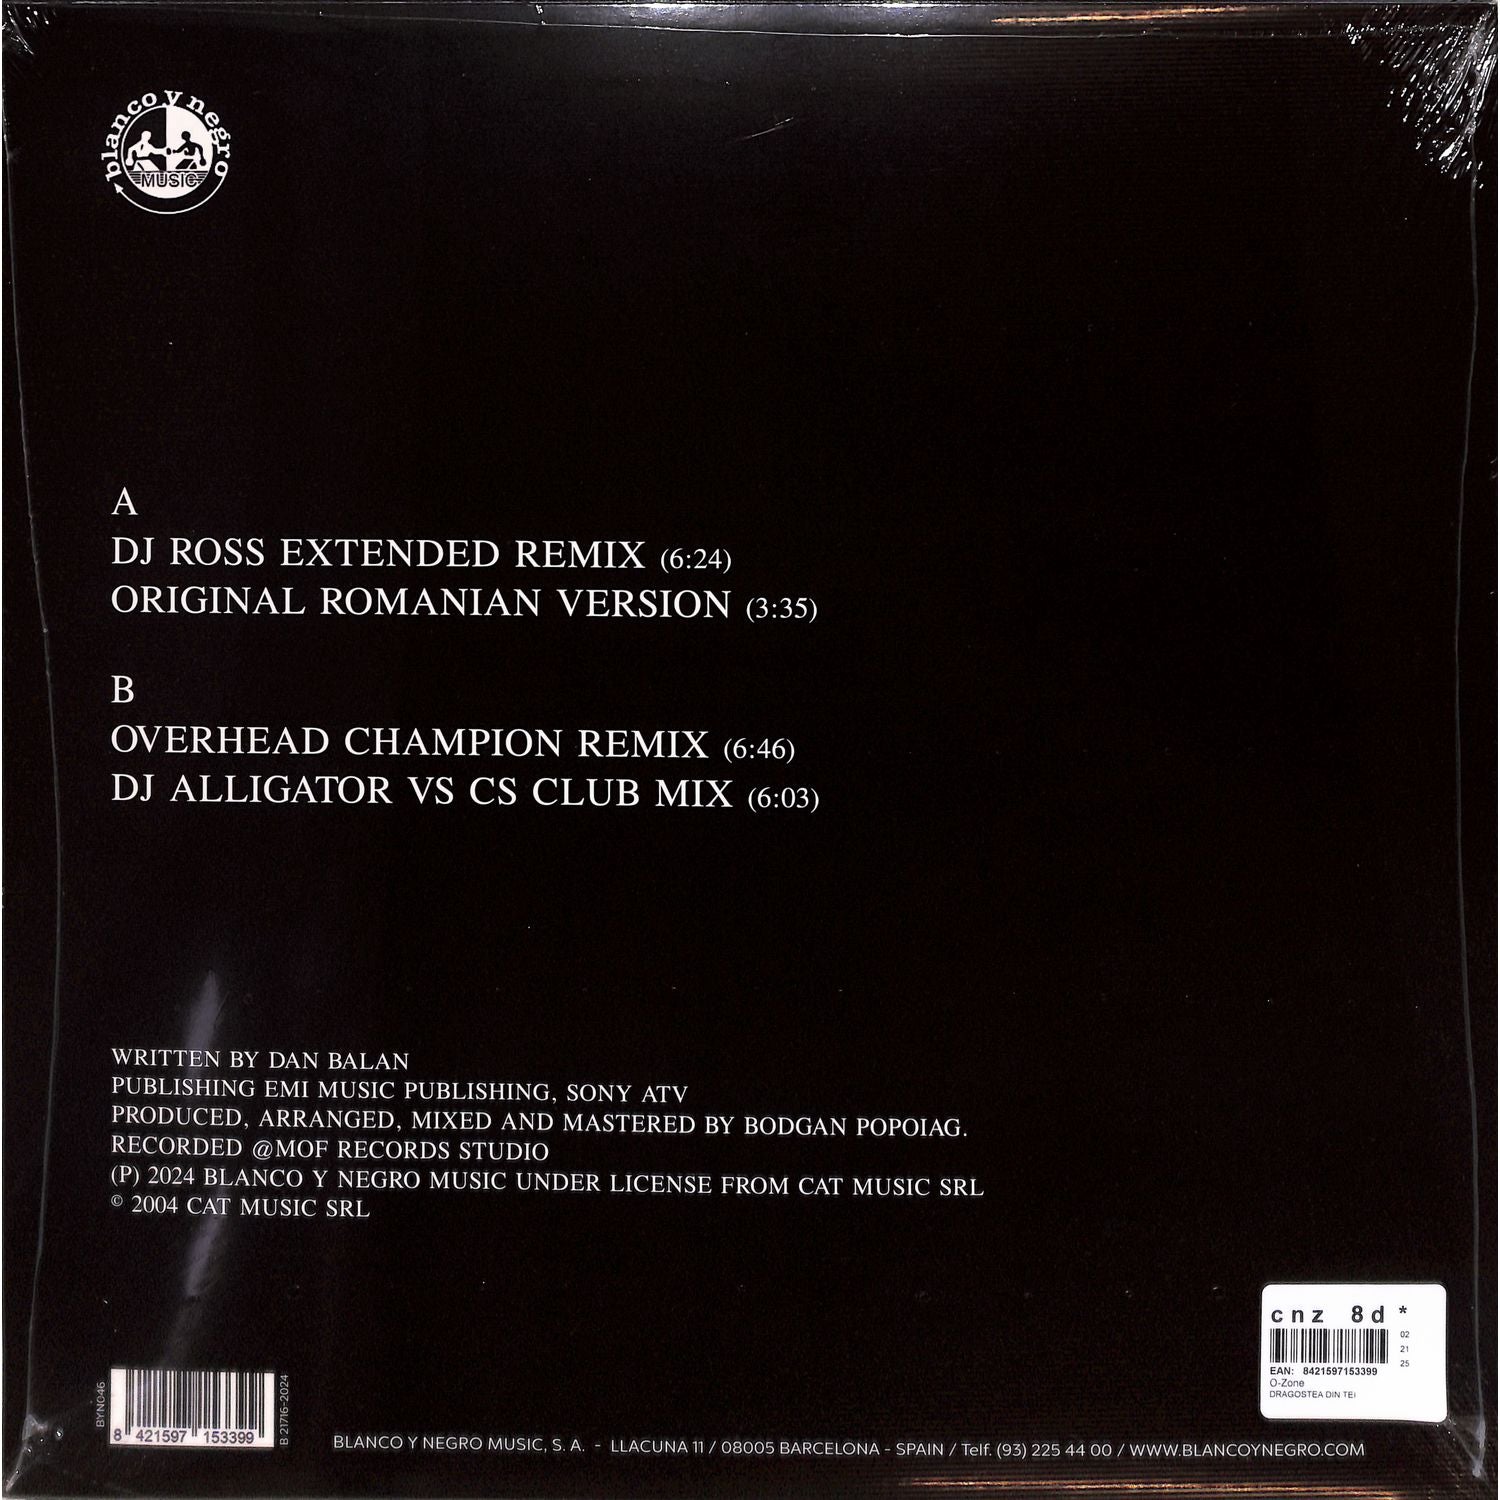 blanco y negro
MUSIC
A
DJ ROSS EXTENDED REMIX (6:24)
ORIGINAL ROMANIAN VERSION (3:35)
B
OVERHEAD CHAMPION REMIX (6:46)
DJ ALLIGATOR VS CS CLUB MIX (6:03)
WRITTEN BY DAN BALAN
PUBLISHING EMI MUSIC PUBLISHING, SONY ATV
PRODUCED, ARRANGED, MIXED AND MASTERED BY BODGAN POPOIAG.
RECORDED @MOF RECORDS STUDIO
(P) 2024 BLANCO Y NEGRO MUSIC UNDER LICENSE FROM CAT MUSIC SRL
© 2004 CAT MUSIC SRL
cnz 8d *
02
21
25
EAN: 8421597153399
O-Zone
DRAGOSTEA DIN TEI
BYN046
8 421597 153399
B 21716-2024
BLANCO Y NEGRO MUSIC, S. A. - LLACUNA 11 / 08005 BARCELONA - SPAIN / Telf. (93) 225 44 00 / WWW.BLANCOYNEGRO.COM